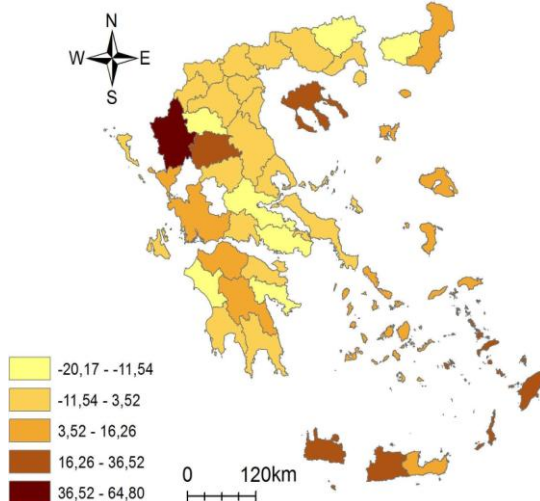 N
W E
S
-20,17 - -11,54
-11,54 - 3,52
3,52 - 16,26
16,26 - 36,52
36,52 - 64,80
0 120km